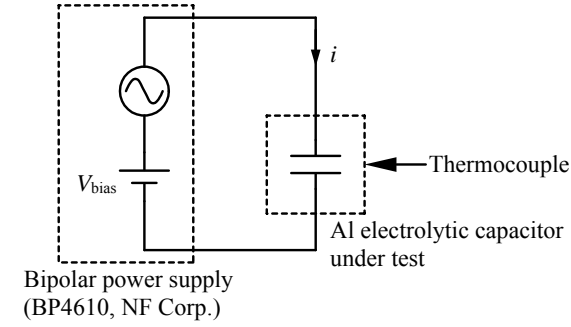 i
Thermocouple
V_bias
Al electrolytic capacitor
under test
Bipolar power supply
(BP4610, NF Corp.)